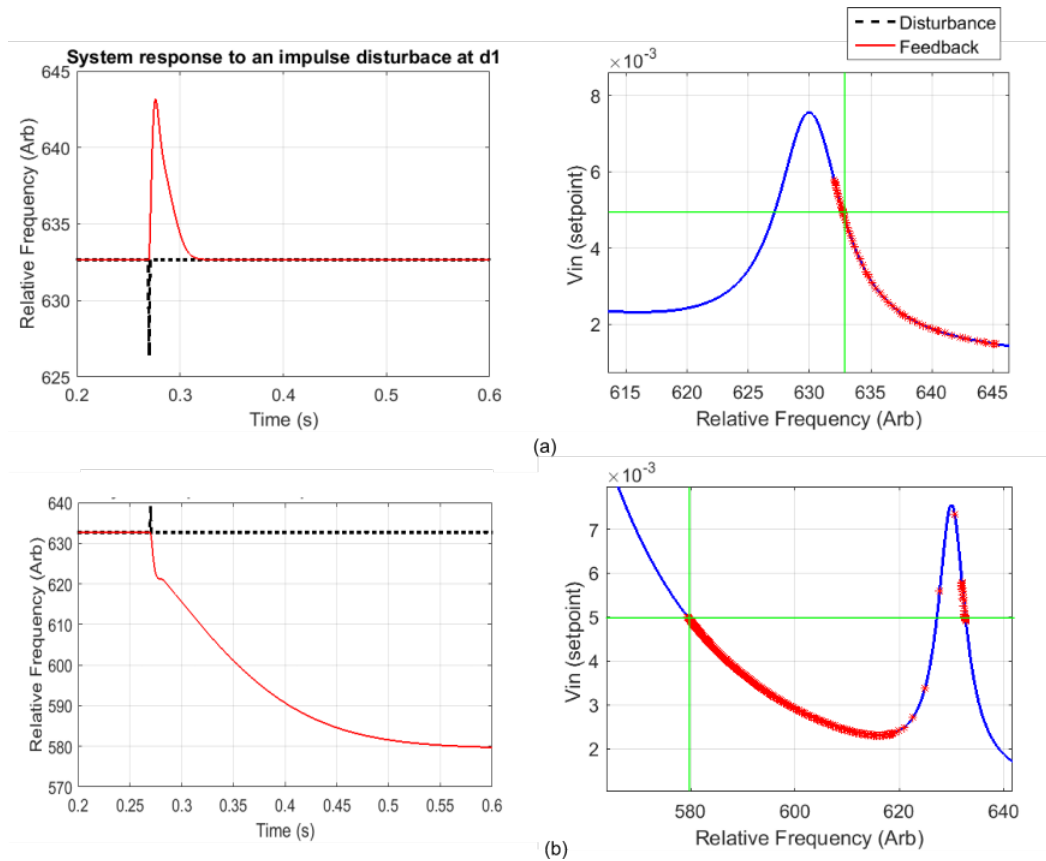 Disturbance
Feedback
System response to an impulse disturbace at d1
645
640
635
630
625
0.2 0.3 0.4 0.5 0.6
Relative Frequency (Arb)
Time (s)
×10⁻³
8
6
4
2
615 620 625 630 635 640 645
Vin (setpoint)
Relative Frequency (Arb)
(a)
640
630
620
610
600
590
580
570
0.2 0.25 0.3 0.35 0.4 0.45 0.5 0.55 0.6
Relative Frequency (Arb)
Time (s)
×10⁻³
7
6
5
4
3
2
580 600 620 640
Vin (setpoint)
Relative Frequency (Arb)
(b)